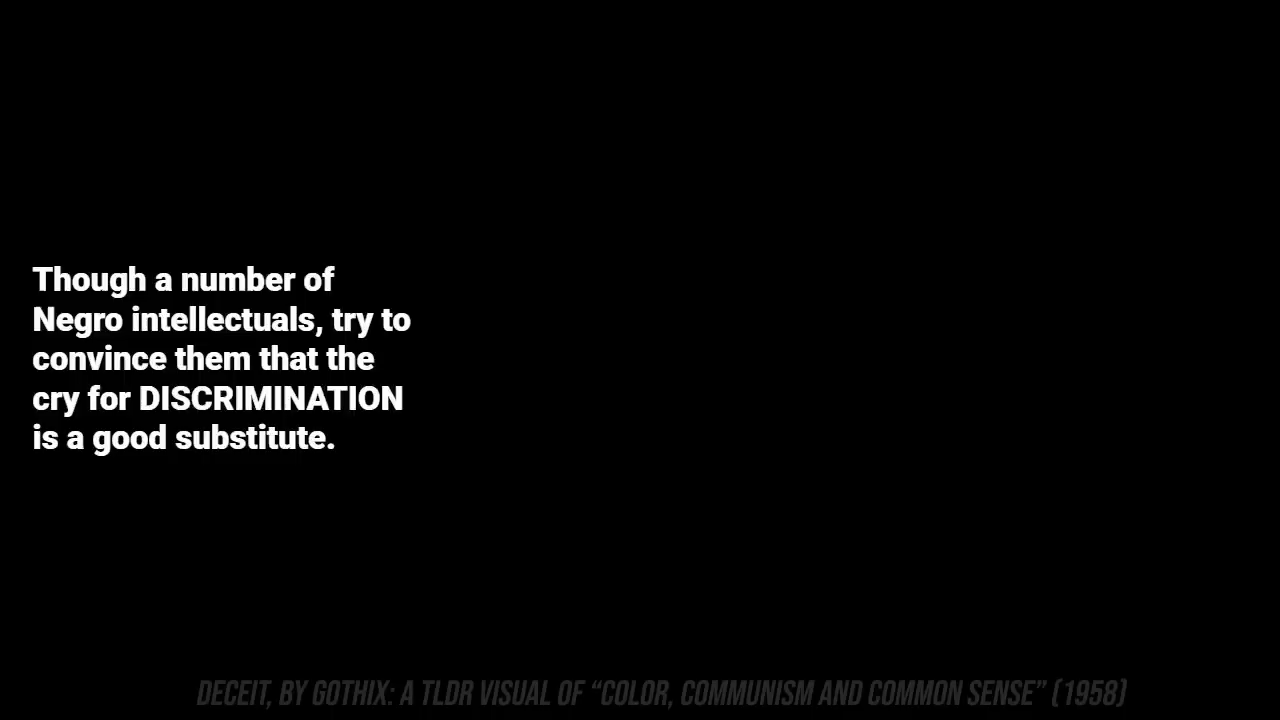 Though a number of
Negro intellectuals, try to
convince them that the
cry for DISCRIMINATION
is a good substitute.
DECEIT, BY GOTHIX: A TLDR VISUAL OF “COLOR, COMMUNISM AND COMMON SENSE” (1958)